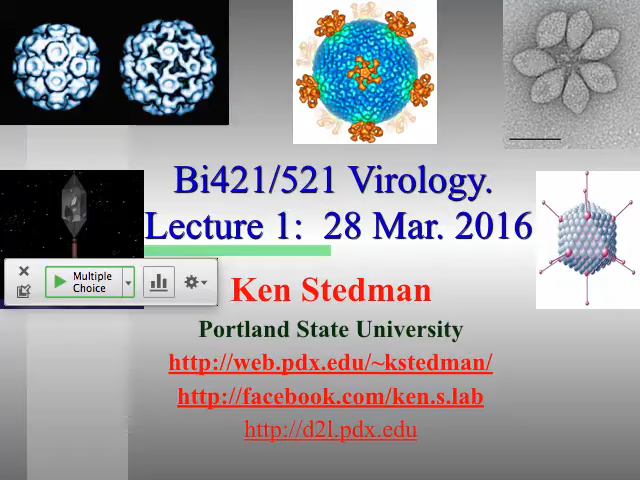 Bi421/521 Virology.
Lecture 1: 28 Mar. 2016
Multiple
Choice
Ken Stedman
Portland State University
http://web.pdx.edu/~kstedman/
http://facebook.com/ken.s.lab
http://d2l.pdx.edu